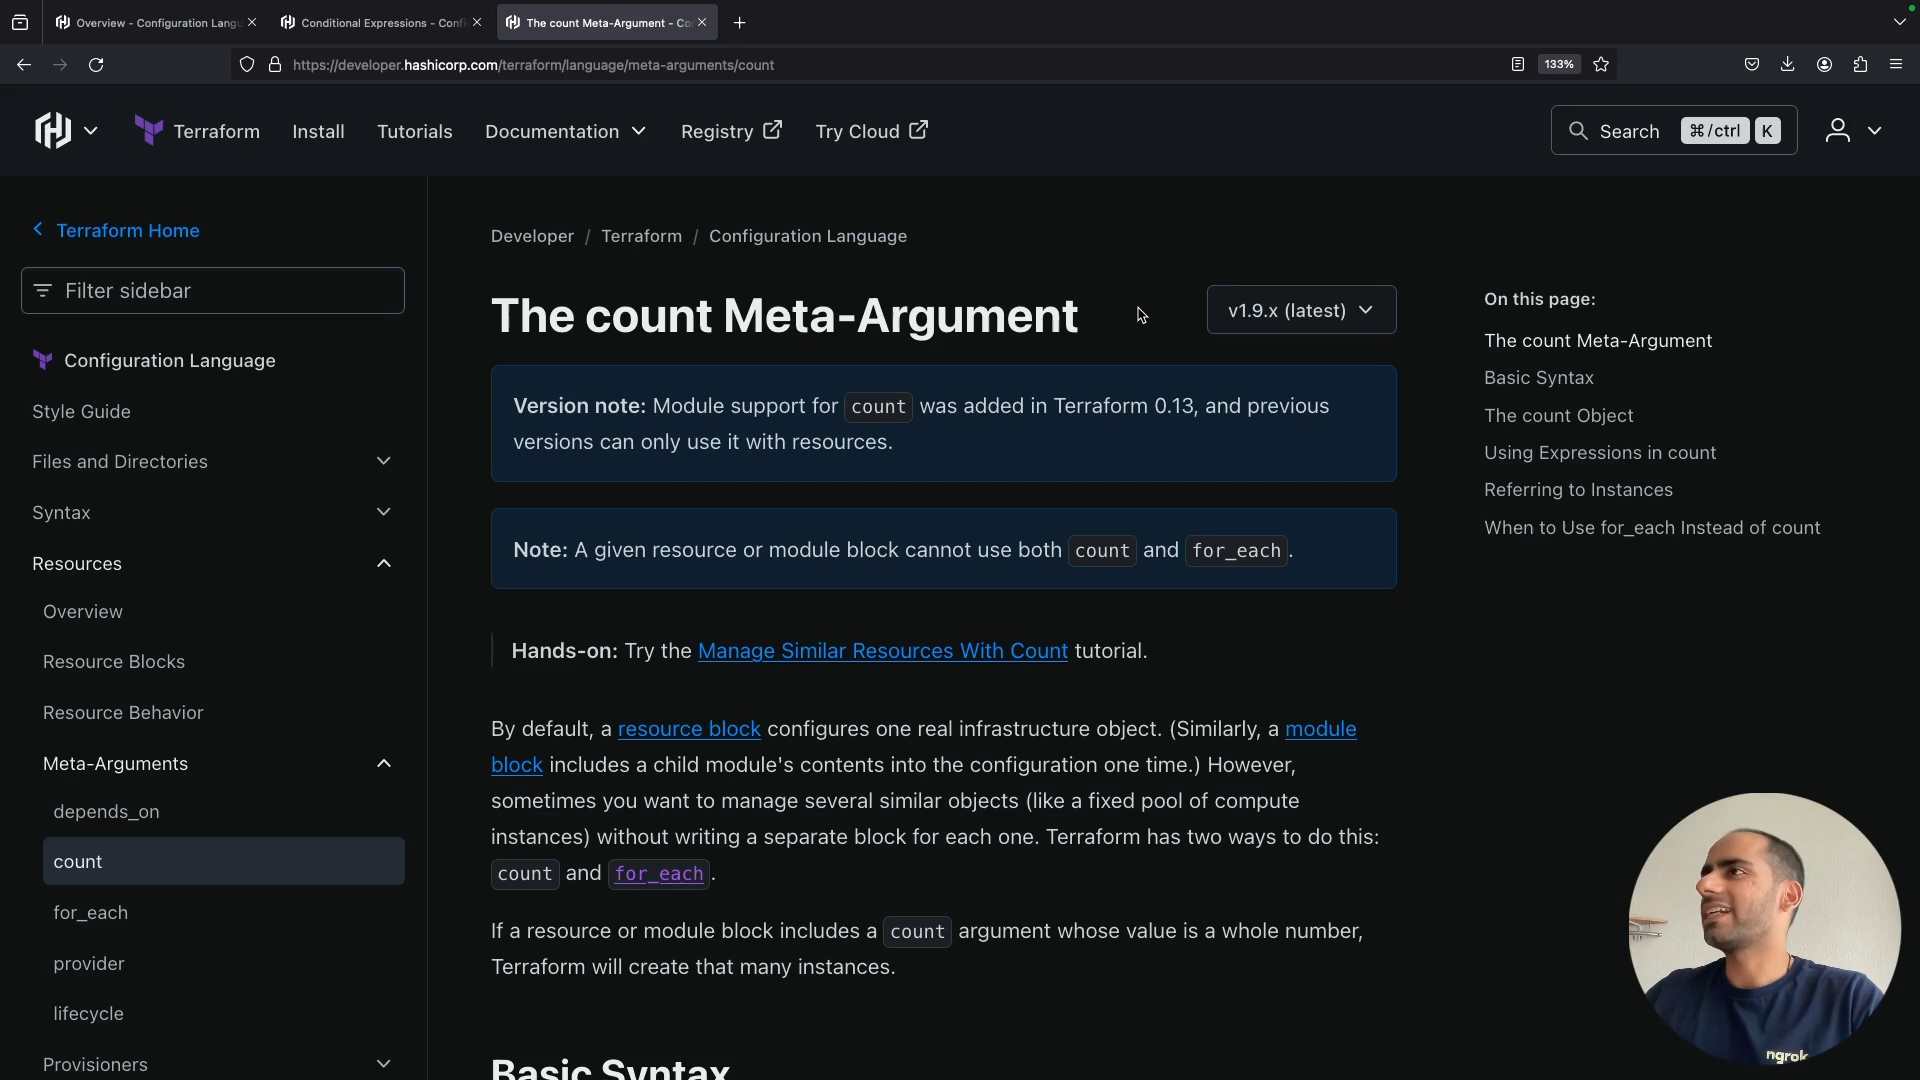 Overview - Configuration Langu
Conditional Expressions - Confi
The count Meta-Argument - Co
https://developer.hashicorp.com/terraform/language/meta-arguments/count
133%
Terraform
Install
Tutorials
Documentation
Registry
Try Cloud
Search
⌘/ctrl
K
Terraform Home
Filter sidebar
Configuration Language
Style Guide
Files and Directories
Syntax
Resources
Overview
Resource Blocks
Resource Behavior
Meta-Arguments
depends_on
count
for_each
provider
lifecycle
Provisioners
Developer / Terraform / Configuration Language
The count Meta-Argument
v1.9.x (latest)
Version note: Module support for count was added in Terraform 0.13, and previous
versions can only use it with resources.
Note: A given resource or module block cannot use both count and for_each.
Hands-on: Try the Manage Similar Resources With Count tutorial.
By default, a resource block configures one real infrastructure object. (Similarly, a module
block includes a child module's contents into the configuration one time.) However,
sometimes you want to manage several similar objects (like a fixed pool of compute
instances) without writing a separate block for each one. Terraform has two ways to do this:
count and for_each.
If a resource or module block includes a count argument whose value is a whole number,
Terraform will create that many instances.
Basic Syntax
On this page:
The count Meta-Argument
Basic Syntax
The count Object
Using Expressions in count
Referring to Instances
When to Use for_each Instead of count
ngrok